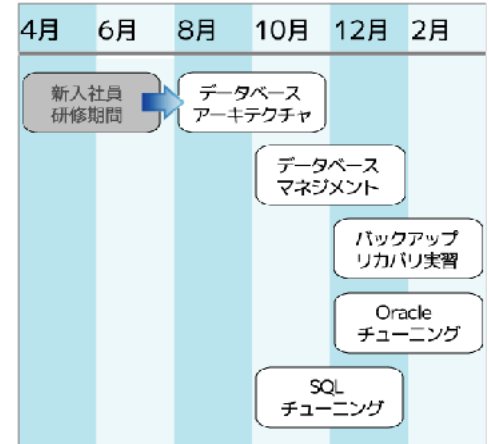 4月 6月 8月 10月 12月 2月
新入社員
研修期間
データベース
アーキテクチャ
データベース
マネジメント
バックアップ
リカバリ実習
Oracle
チューニング
SQL
チューニング